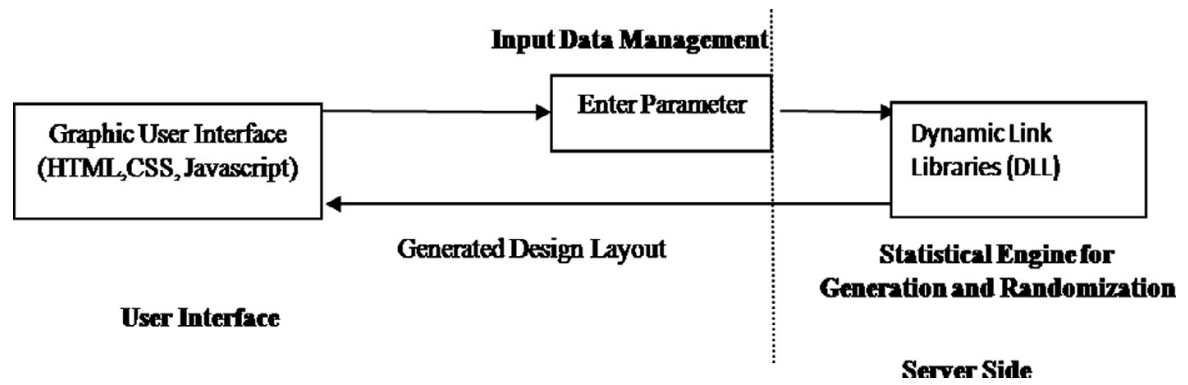 Input Data Management
Enter Parameter
Graphic User Interface
(HTML,CSS, Javascript)
Dynamic Link
Libraries (DLL)
Generated Design Layout
Statistical Engine for
Generation and Randomization
User Interface
Server Side